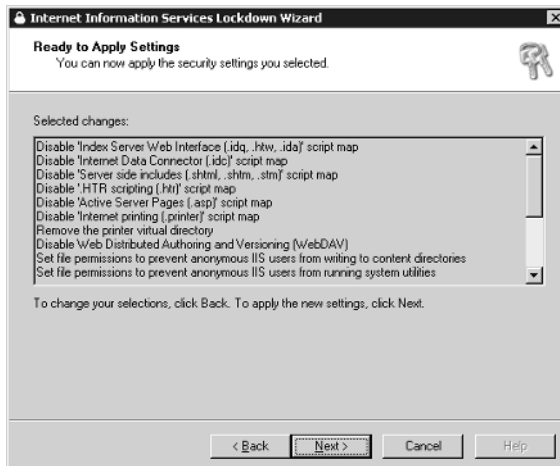 Internet Information Services Lockdown Wizard
Ready to Apply Settings
You can now apply the security settings you selected.
Selected changes:
Disable 'Index Server Web Interface (.idq, .htw, .ida)' script map
Disable 'Internet Data Connector (.idc)' script map
Disable 'Server side includes (.shtml, .shtm, .stm)' script map
Disable '.HTR scripting (.htr)' script map
Disable 'Active Server Pages (.asp)' script map
Disable 'Internet printing (.printer)' script map
Remove the printer virtual directory
Disable Web Distributed Authoring and Versioning (WebDAV)
Set file permissions to prevent anonymous IIS users from writing to content directories
Set file permissions to prevent anonymous IIS users from running system utilities
To change your selections, click Back. To apply the new settings, click Next.
< Back Next > Cancel Help